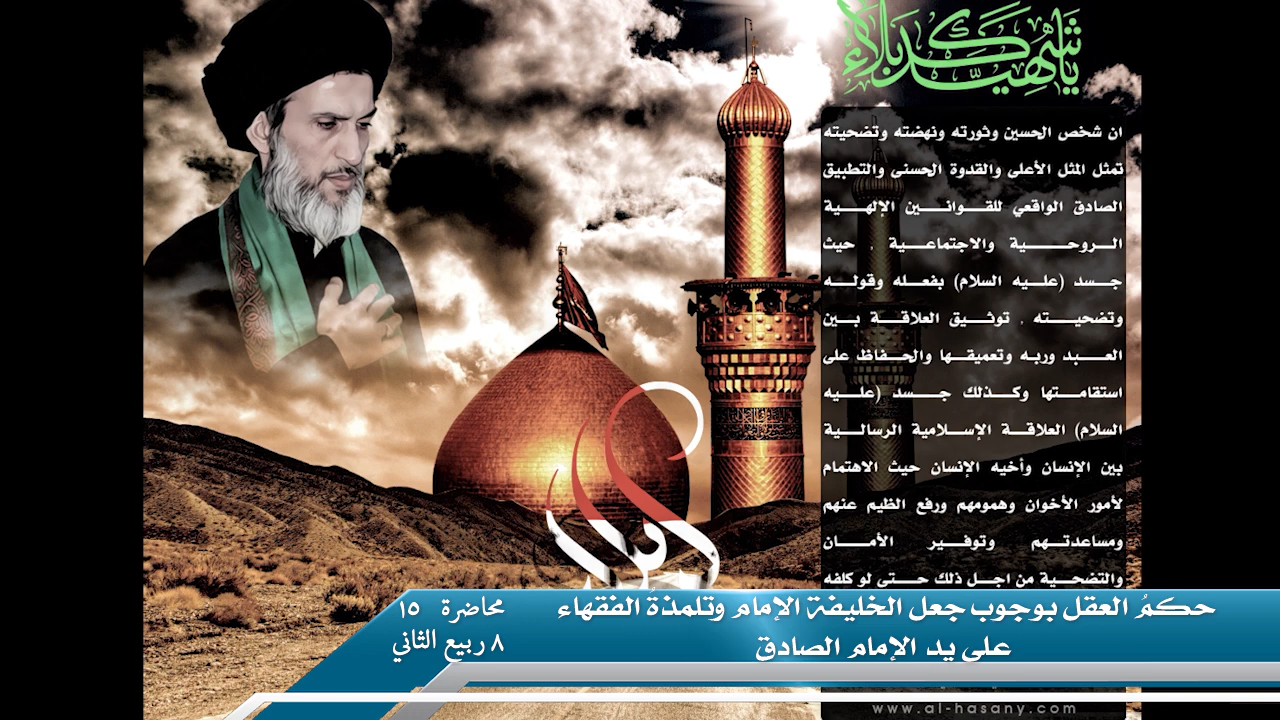 يا شهيد كربلاء
ان شخص الحسين وثورته ونهضته وتضحيته
تمثل المثل الأعلى والقدوة الحسنى والتطبيق
الصادق الواقعي للقوانين الإلهية
الروحية والاجتماعية , حيث
جسد (عليه السلام) بفعله وقوله
وتضحيته , توثيق العلاقة بين
العبد وربه وتعميقها والحفاظ على
استقامتها وكذلك جسد (عليه
السلام) العلاقة الإسلامية الرسالية
بين الإنسان وأخيه الإنسان حيث الاهتمام
لأمور الأخوان وهمومهم ورفع الظيم عنهم
ومساعدتهم وتوفير الأمان
والتضحية من اجل ذلك حتى لو كلفه
حكمُ العقل بوجوب جعل الخليفة الإمام وتلمذةُ الفقهاء
على يد الإمام الصادق
محاضرة ١٥
٨ ربيع الثاني
www.al-hasany.com